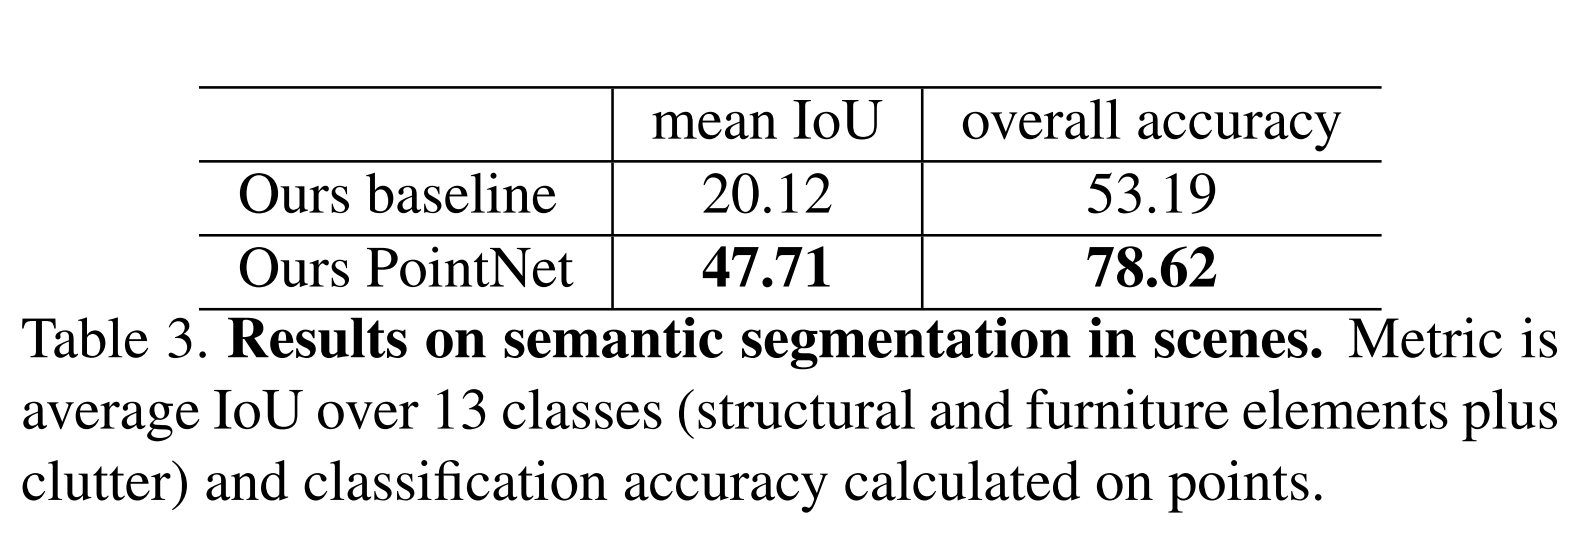 mean IoU overall accuracy
Ours baseline 20.12 53.19
Ours PointNet 47.71 78.62
Table 3. Results on semantic segmentation in scenes. Metric is
average IoU over 13 classes (structural and furniture elements plus
clutter) and classification accuracy calculated on points.